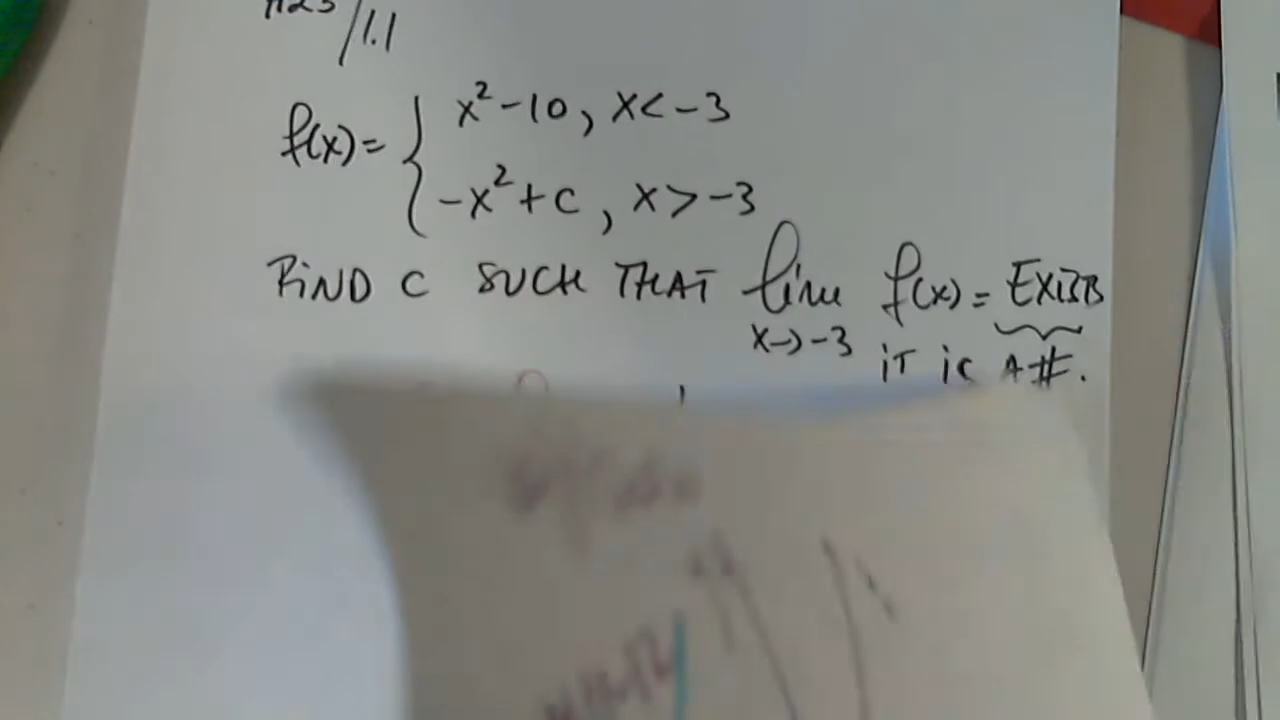 /1.1
f(x)= { x²-10, x<-3
-x²+c, x>-3
FIND C SUCH THAT lim f(x)= EXISTS
x→-3 iT iS A #.